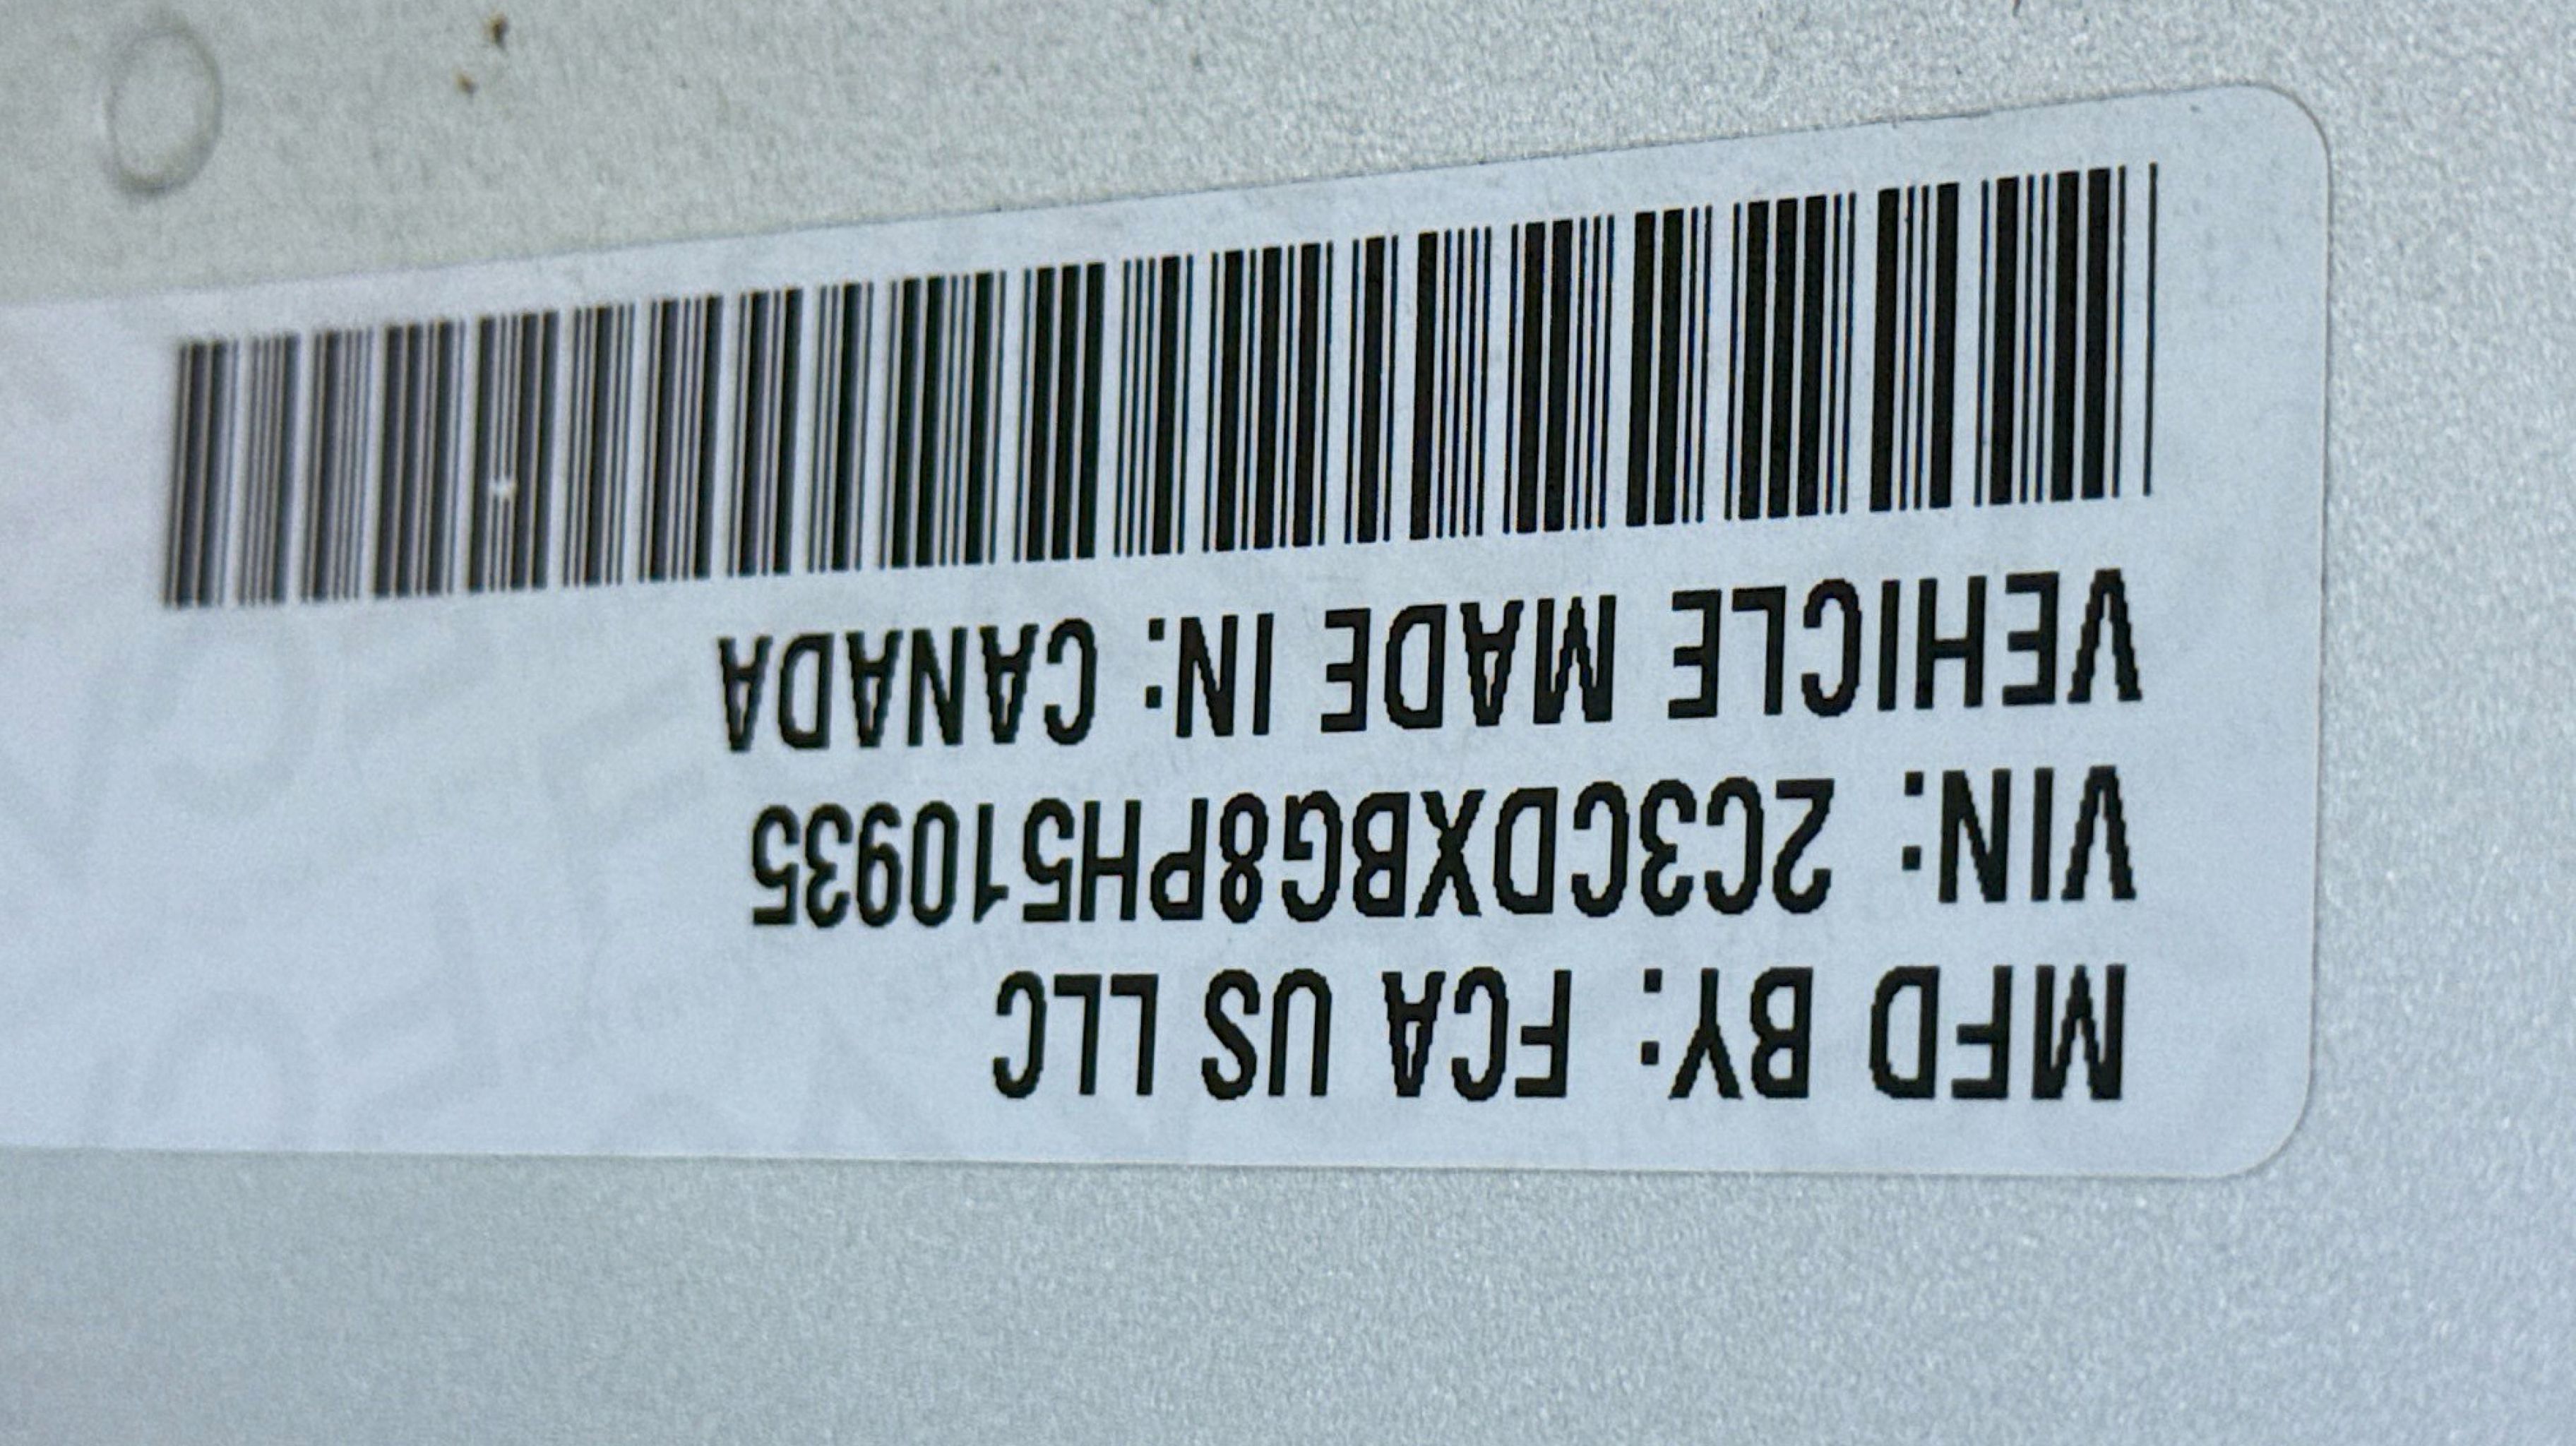 MFD BY: FCA US LLC
VIN: 2C3CDXBG8PH510935
VEHICLE MADE IN: CANADA